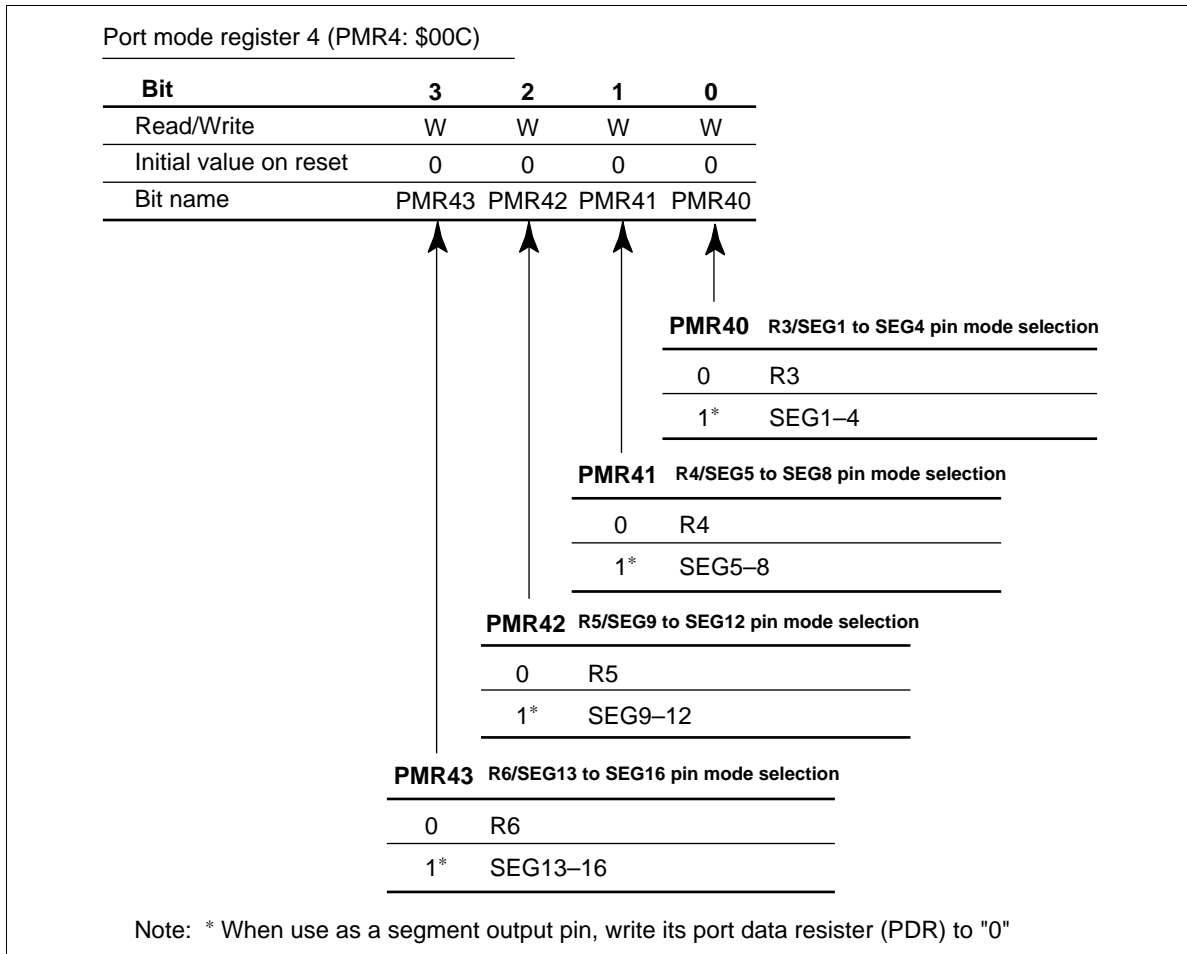 Port mode register 4 (PMR4: $00C)
Bit 3 2 1 0
Read/Write W W W W
Initial value on reset 0 0 0 0
Bit name PMR43 PMR42 PMR41 PMR40
PMR40 R3/SEG1 to SEG4 pin mode selection
0 R3
1* SEG1–4
PMR41 R4/SEG5 to SEG8 pin mode selection
0 R4
1* SEG5–8
PMR42 R5/SEG9 to SEG12 pin mode selection
0 R5
1* SEG9–12
PMR43 R6/SEG13 to SEG16 pin mode selection
0 R6
1* SEG13–16
Note: * When use as a segment output pin, write its port data resister (PDR) to "0"